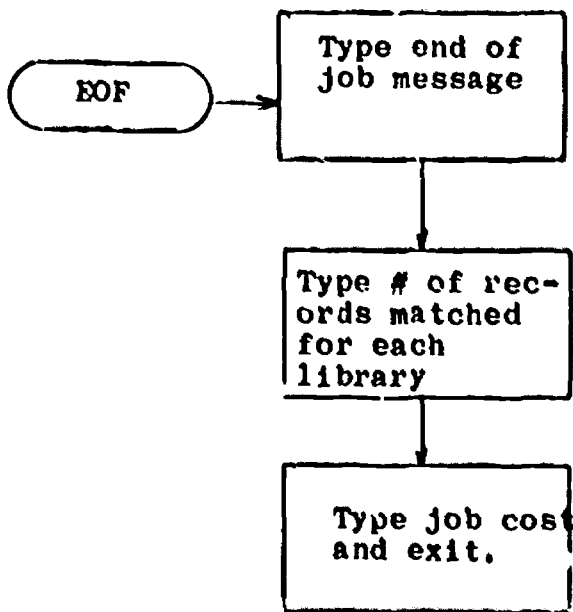 EOF
Type end of
job message
Type # of rec-
ords matched
for each
library
Type job cost
and exit.